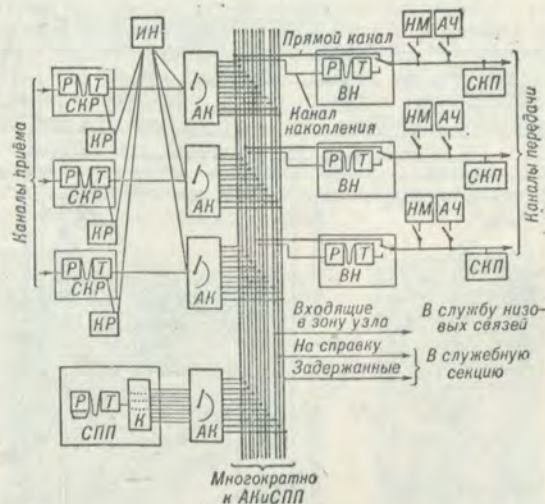 ИН
НМ
АЧ
Прямой канал
Р
Т
СКР
КР
АК
Р
Т
ВН
Канал накопления
СКП
Каналы приёма
Каналы передачи
Р
Т
СКР
КР
АК
НМ
АЧ
Р
Т
ВН
СКП
Р
Т
СКР
КР
АК
НМ
АЧ
Р
Т
ВН
СКП
Входящие
в зону узла
В службу низо-
вых связей
На справку
Задержанные
В служебную
секцию
Р
Т
К
СПП
АК
Многократно
к АКиСПП